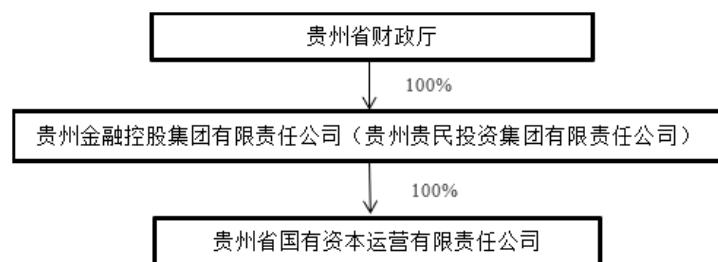 贵州省财政厅
100%
贵州金融控股集团有限责任公司（贵州贵民投资集团有限责任公司）
100%
贵州省国有资本运营有限责任公司